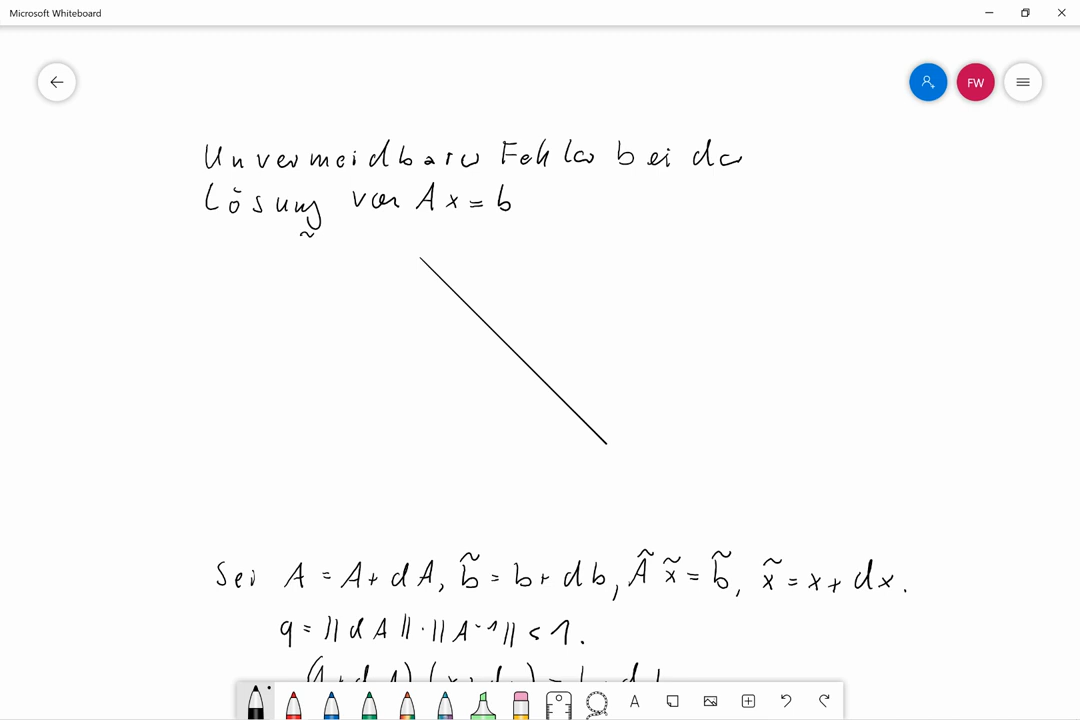 Microsoft Whiteboard
FW
Unvermeidbarer Fehler bei der
Lösung von Ax = b
~
Sei A = A + dA, b̃ = b + db, Ã x̃ = b̃, x̃ = x + dx.
q = ||dA|| · ||A⁻¹|| < 1.
A